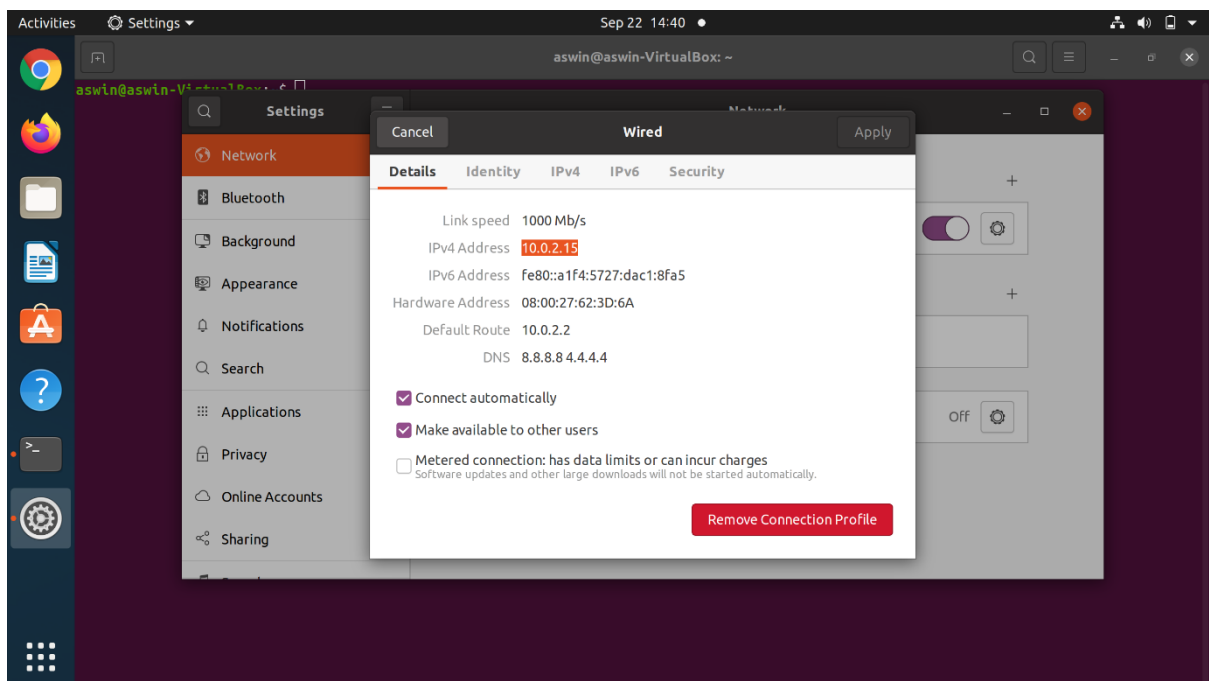 Activities Settings Sep 22 14:40
aswin@aswin-VirtualBox: ~
Settings
Cancel Wired Apply
Network
Details Identity IPv4 IPv6 Security
Bluetooth
Link speed 1000 Mb/s
Background
IPv4 Address 10.0.2.15
IPv6 Address fe80::a1f4:5727:dac1:8fa5
Appearance
Hardware Address 08:00:27:62:3D:6A
Notifications
Default Route 10.0.2.2
DNS 8.8.8.8 4.4.4.4
Search
Connect automatically
Applications
Off
Make available to other users
Privacy
Metered connection: has data limits or can incur charges
Software updates and other large downloads will not be started automatically.
Online Accounts
Remove Connection Profile
Sharing